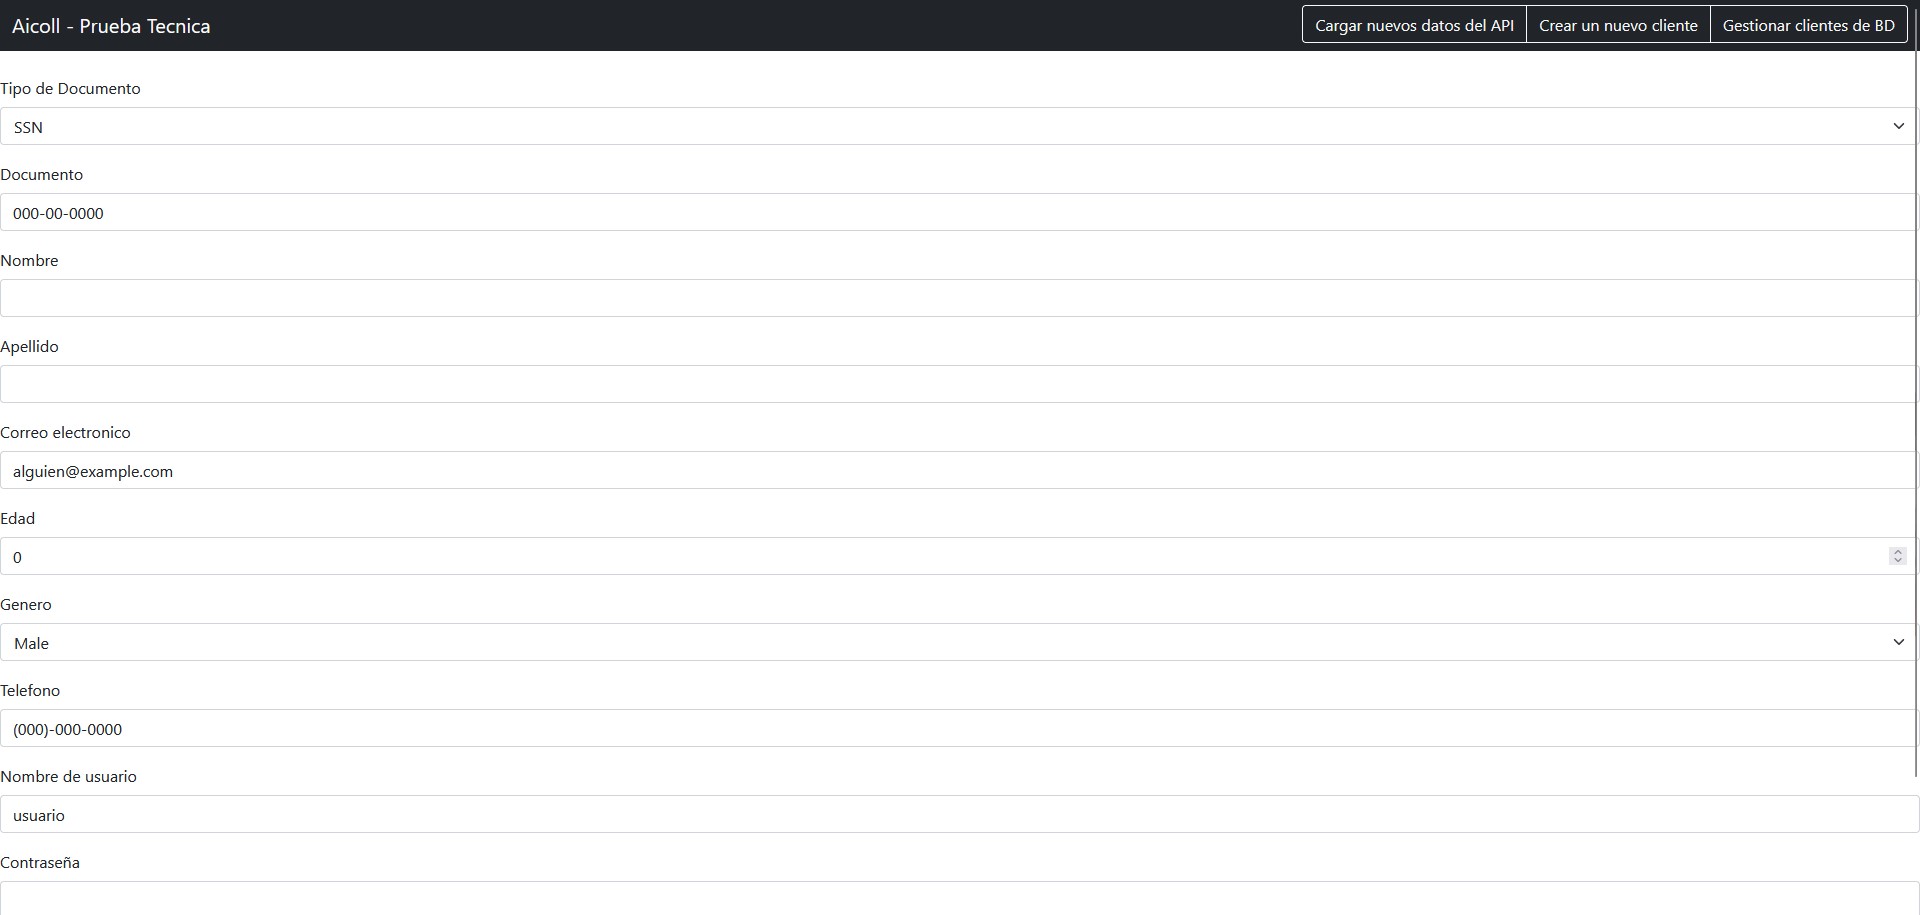 Aicoll - Prueba Tecnica
Cargar nuevos datos del API
Crear un nuevo cliente
Gestionar clientes de BD
Tipo de Documento
SSN
Documento
000-00-0000
Nombre
Apellido
Correo electronico
alguien@example.com
Edad
0
Genero
Male
Telefono
(000)-000-0000
Nombre de usuario
usuario
Contraseña